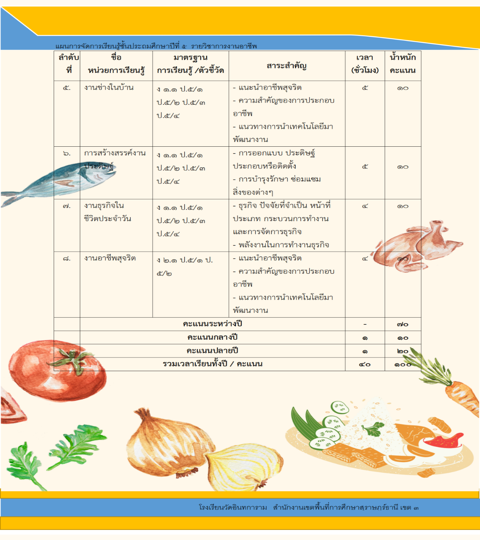 แผนการจัดการเรียนรู้ชั้นประถมศึกษาปีที่ ๕ รายวิชาการงานอาชีพ
ลำดับที่ ชื่อหน่วยการเรียนรู้ มาตรฐานการเรียนรู้ /ตัวชี้วัด สาระสำคัญ เวลา (ชั่วโมง) น้ำหนักคะแนน
๕. งานช่างในบ้าน ง ๑.๑ ป.๕/๑ - แนะนำอาชีพสุจริต ๕ ๑๐
ป.๕/๒ ป.๕/๓ - ความสำคัญของการประกอบ
ป.๕/๔ อาชีพ
- แนวทางการนำเทคโนโลยีมา
พัฒนางาน
๖. การสร้างสรรค์งาน ง ๑.๑ ป.๕/๑ - การออกแบบ ประดิษฐ์
ประดิษฐ์ ป.๕/๒ ป.๕/๓ ประกอบหรือติดตั้ง ๕ ๑๐
ป.๕/๔ - การบำรุงรักษา ซ่อมแซม
สิ่งของต่างๆ
๗. งานธุรกิจใน ง ๑.๑ ป.๕/๑ - ธุรกิจ ปัจจัยที่จำเป็น หน้าที่ ๔ ๑๐
ชีวิตประจำวัน ป.๕/๒ ป.๕/๓ ประเภท กระบวนการทำงาน
ป.๕/๔ และการจัดการธุรกิจ
- พลังงานในการทำงานธุรกิจ
๘. งานอาชีพสุจริต ง ๒.๑ ป.๕/๑ ป. - แนะนำอาชีพสุจริต ๔ ๑๐
๕/๒ - ความสำคัญของการประกอบ
อาชีพ
- แนวทางการนำเทคโนโลยีมา
พัฒนางาน
คะแนนระหว่างปี - ๗๐
คะแนนกลางปี ๑ ๑๐
คะแนนปลายปี ๑ ๒๐
รวมเวลาเรียนทั้งปี / คะแนน ๔๐ ๑๐๐
โรงเรียนวัดอินทการาม สำนักงานเขตพื้นที่การศึกษาสุราษฎร์ธานี เขต ๓